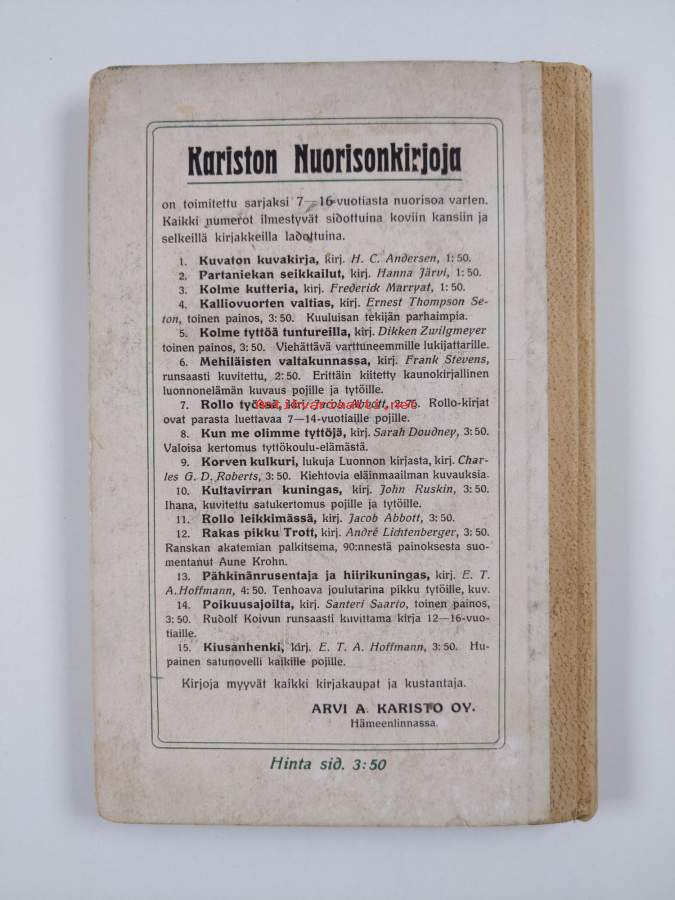 Kariston Nuorisonkirjoja
on toimitettu sarjaksi 7—16-vuotiasta nuorisoa varten.
Kaikki numerot ilmestyvät sidottuina koviin kansiin ja
selkeillä kirjakkeilla ladottuina.
1. Kuvaton kuvakirja, kirj. H. C. Andersen, 1: 50.
2. Partaniekan seikkailut, kirj. Hanna Järvi, 1: 50.
3. Kolme kutteria, kirj. Frederick Marryat, 1: 50.
4. Kalliovuorten valtias, kirj. Ernest Thompson Se-
ton, toinen painos, 3: 50. Kuuluisan tekijän parhaimpia.
5. Kolme tyttöä tuntureilla, kirj. Dikken Zwilgmeyer
toinen painos, 3: 50. Viehättävä varttuneemmille lukijattarille.
6. Mehiläisten valtakunnassa, kirj. Frank Stevens,
runsaasti kuvitettu, 2: 50. Erittäin kiitetty kaunokirjallinen
luonnonelämän kuvaus pojille ja tytöille.
7. Rollo työssä, kirj. Jacob Abbott, 2: 75. Rollo-kirjat
ovat parasta luettavaa 7—14-vuotiaille pojille.
8. Kun me olimme tyttöjä, kirj. Sarah Doudney, 3: 50.
Valoisa kertomus tyttökoulu-elämästä.
9. Korven kulkuri, lukuja Luonnon kirjasta, kirj. Char-
les G. D. Roberts, 3: 50. Kiehtovia eläinmaailman kuvauksia.
10. Kultavirran kuningas, kirj. John Ruskin, 3: 50.
Ihana, kuvitettu satukertomus pojille ja tytöille.
11. Rollo leikkimässä, kirj. Jacob Abbott, 3: 50.
12. Rakas pikku Trott, kirj. André Lichtenberger, 3: 50.
Ranskan akatemian palkitsema, 90:nnestä painoksesta suo-
mentanut Aune Krohn.
13. Pähkinänrusentaja ja hiirikuningas, kirj. E. T.
A. Hoffmann, 4: 50. Tenhoava joulutarina pikku tytöille, kuv.
14. Poikuusajoilta, kirj. Santeri Saarto, toinen painos,
3: 50. Rudolf Koivun runsaasti kuvittama kirja 12—16-vuo-
tiaille.
15. Kiusanhenki, kirj. E. T. A. Hoffmann, 3: 50. Hu-
painen satunovelli kaikille pojille.
Kirjoja myyvät kaikki kirjakaupat ja kustantaja.
ARVI A. KARISTO OY.
Hämeenlinnassa.
Hinta sid. 3: 50